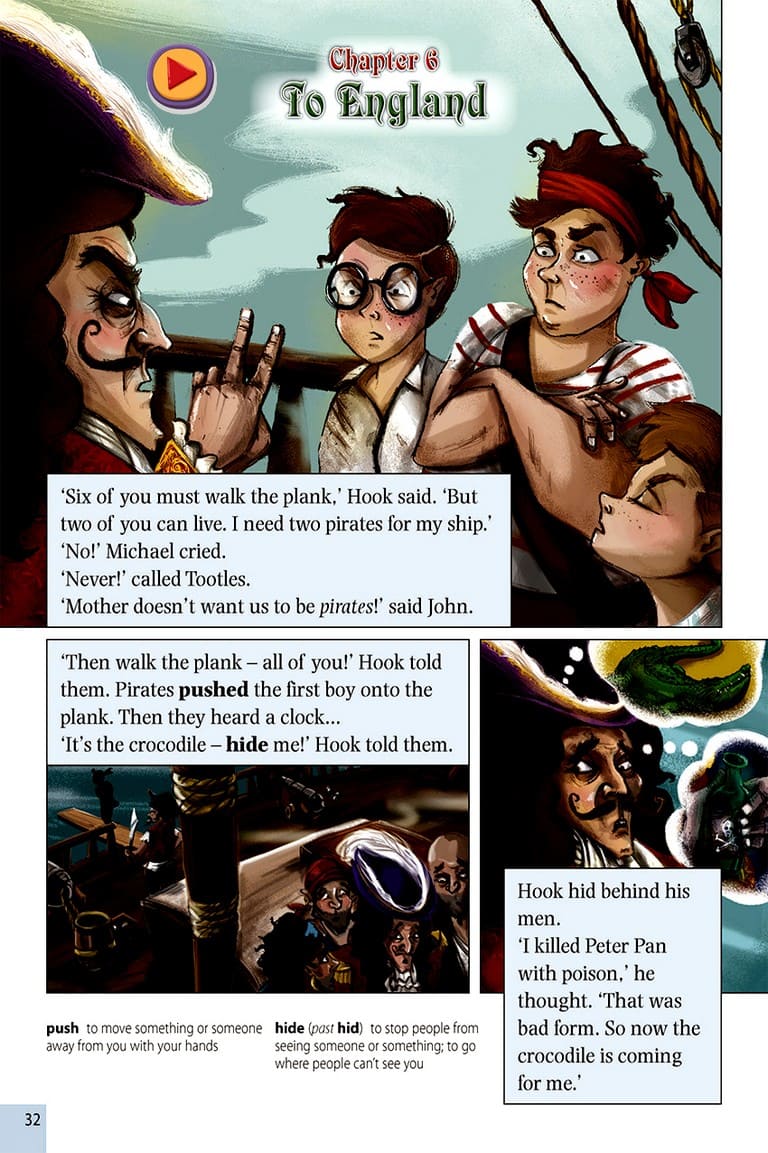 Chapter 6
To England
‘Six of you must walk the plank,’ Hook said. ‘But
two of you can live. I need two pirates for my ship.’
‘No!’ Michael cried.
‘Never!’ called Tootles.
‘Mother doesn’t want us to be pirates!’ said John.
‘Then walk the plank – all of you!’ Hook told
them. Pirates pushed the first boy onto the
plank. Then they heard a clock...
‘It’s the crocodile – hide me!’ Hook told them.
Hook hid behind his
men.
‘I killed Peter Pan
with poison,’ he
thought. ‘That was
bad form. So now the
crocodile is coming
for me.’
push to move something or someone
away from you with your hands
hide (past hid) to stop people from
seeing someone or something; to go
where people can’t see you
32